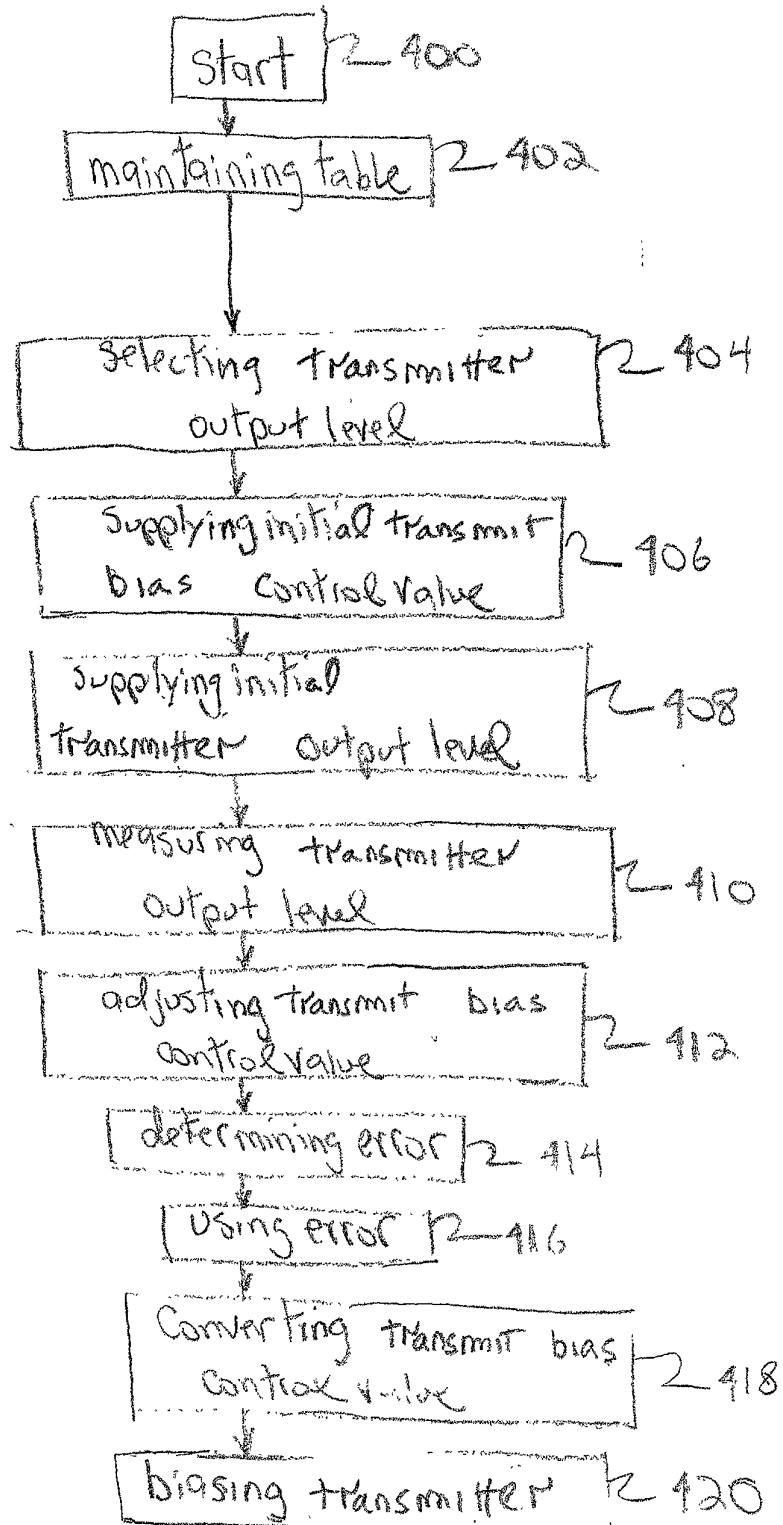 Start 400
maintaining table 402
selecting transmitter 404
output level
Supplying initial transmit
bias control value 406
supplying initial
transmitter output level 408
measuring transmitter
output level 410
adjusting transmit bias
control value 412
determining error 414
using error 416
Converting transmit bias
control value 418
biasing transmitter 420